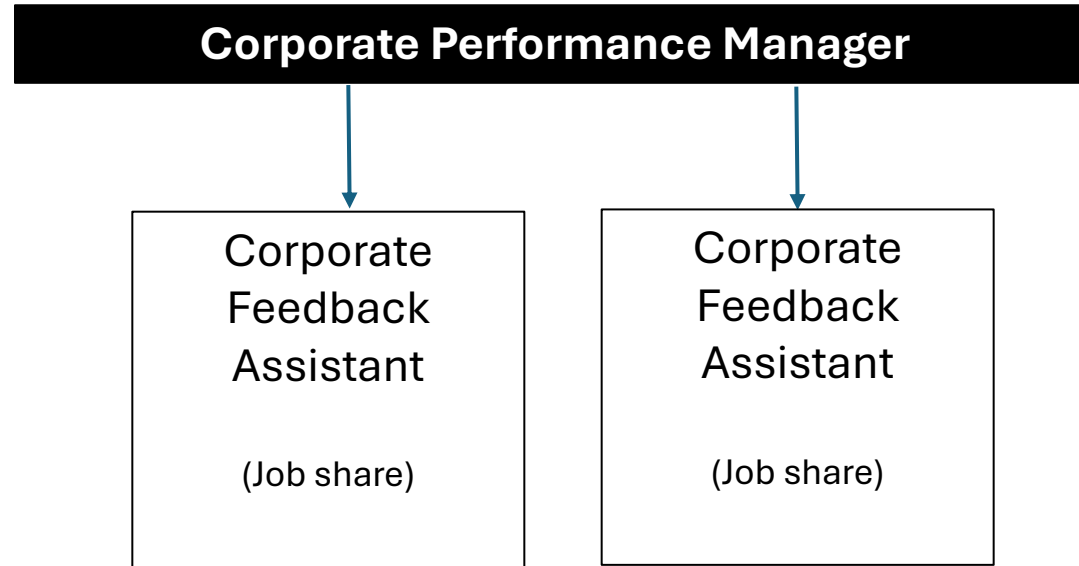 Corporate Performance Manager
Corporate
Feedback
Assistant
(Job share)
Corporate
Feedback
Assistant
(Job share)